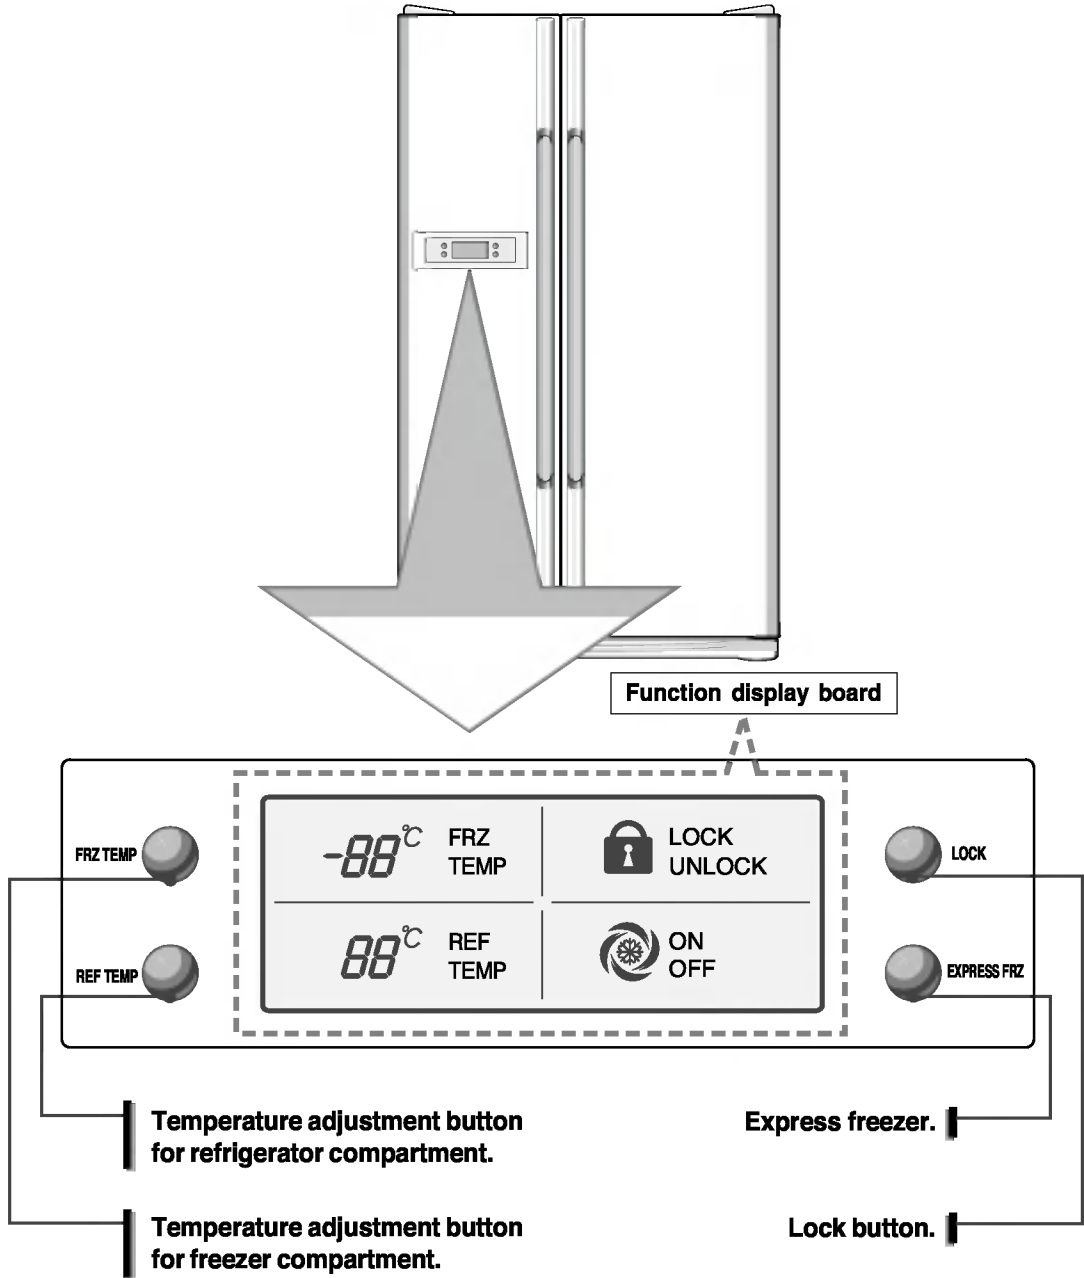 Function display board
FRZ TEMP
-88°C FRZ
TEMP
LOCK
UNLOCK
LOCK
REF TEMP
88°C REF
TEMP
ON
OFF
EXPRESS FRZ
Temperature adjustment button
for refrigerator compartment.
Express freezer.
Temperature adjustment button
for freezer compartment.
Lock button.